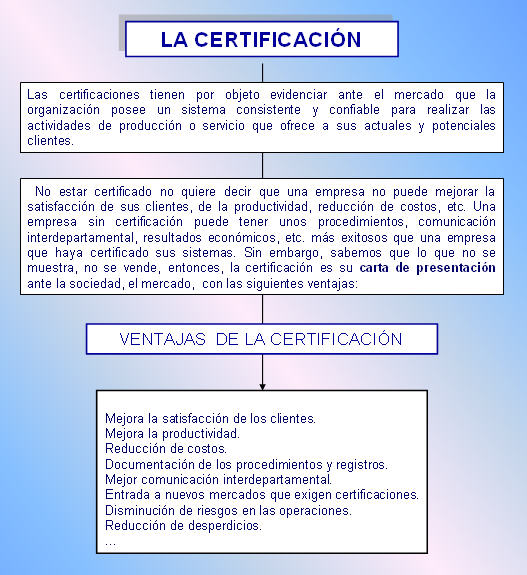 LA CERTIFICACIÓN
Las certificaciones tienen por objeto evidenciar ante el mercado que la
organización posee un sistema consistente y confiable para realizar las
actividades de producción o servicio que ofrece a sus actuales y potenciales
clientes.
No estar certificado no quiere decir que una empresa no puede mejorar la
satisfacción de sus clientes, de la productividad, reducción de costos, etc. Una
empresa sin certificación puede tener unos procedimientos, comunicación
interdepartamental, resultados económicos, etc. más exitosos que una empresa
que haya certificado sus sistemas. Sin embargo, sabemos que lo que no se
muestra, no se vende, entonces, la certificación es su carta de presentación
ante la sociedad, el mercado, con las siguientes ventajas:
VENTAJAS DE LA CERTIFICACIÓN
Mejora la satisfacción de los clientes.
Mejora la productividad.
Reducción de costos.
Documentación de los procedimientos y registros.
Mejor comunicación interdepartamental.
Entrada a nuevos mercados que exigen certificaciones.
Disminución de riesgos en las operaciones.
Reducción de desperdicios.
...